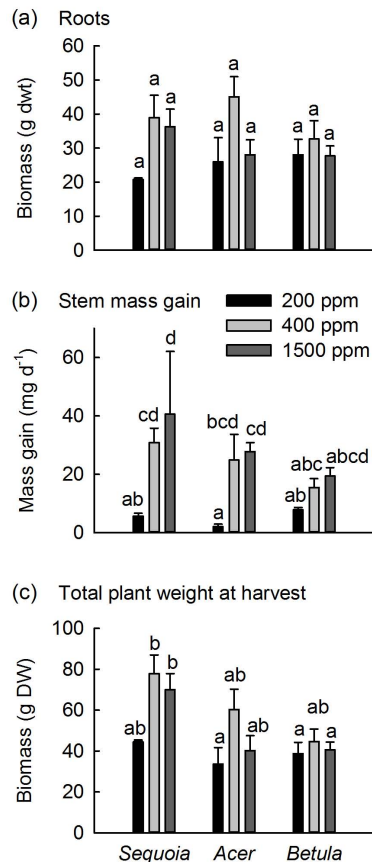 (a) Roots
60
50
40
30
20
10
0
Biomass (g dwt)
a a a a a a a a a
(b) Stem mass gain
200 ppm
400 ppm
1500 ppm
60
40
20
0
Mass gain (mg d⁻¹)
ab cd d a bcd cd ab abc abcd
(c) Total plant weight at harvest
100
80
60
40
20
0
Biomass (g DW)
ab b b a ab ab a ab a
Sequoia Acer Betula